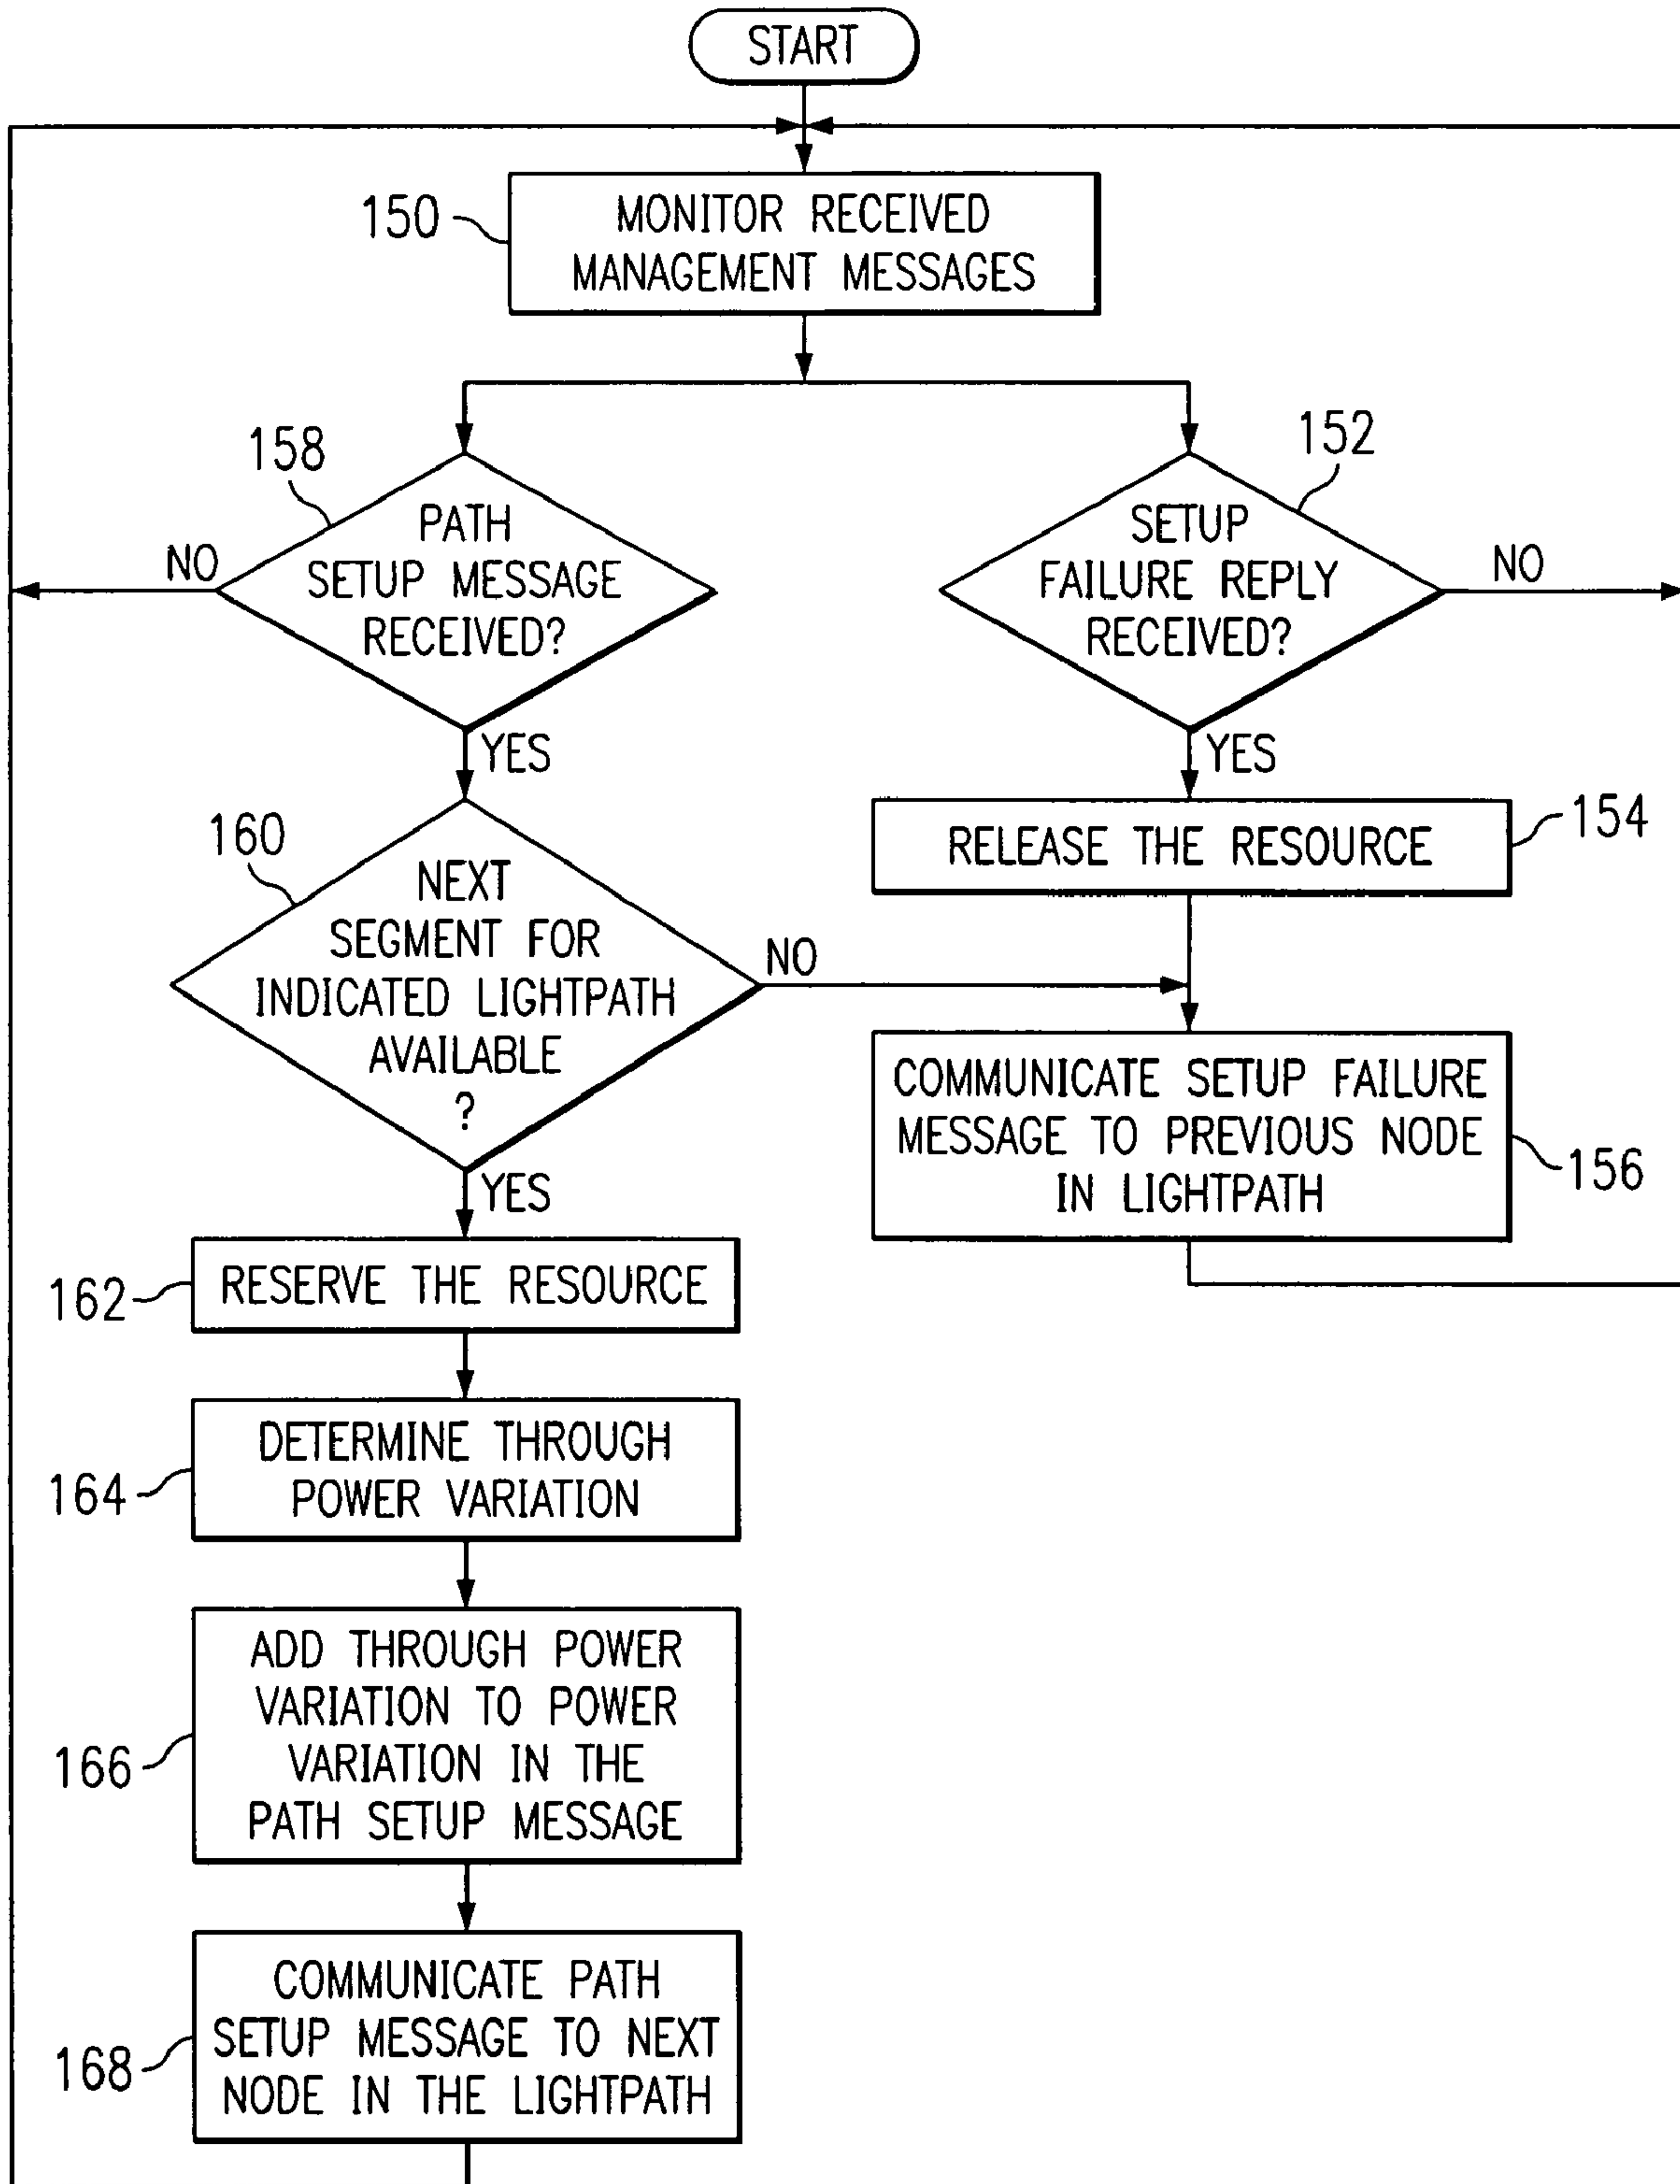 START
150
MONITOR RECEIVED
MANAGEMENT MESSAGES
158
PATH
SETUP MESSAGE
RECEIVED?
NO
YES
152
SETUP
FAILURE REPLY
RECEIVED?
NO
YES
154
RELEASE THE RESOURCE
160
NEXT
SEGMENT FOR
INDICATED LIGHTPATH
AVAILABLE
?
NO
YES
COMMUNICATE SETUP FAILURE
MESSAGE TO PREVIOUS NODE
IN LIGHTPATH
156
162
RESERVE THE RESOURCE
164
DETERMINE THROUGH
POWER VARIATION
166
ADD THROUGH POWER
VARIATION TO POWER
VARIATION IN THE
PATH SETUP MESSAGE
168
COMMUNICATE PATH
SETUP MESSAGE TO NEXT
NODE IN THE LIGHTPATH